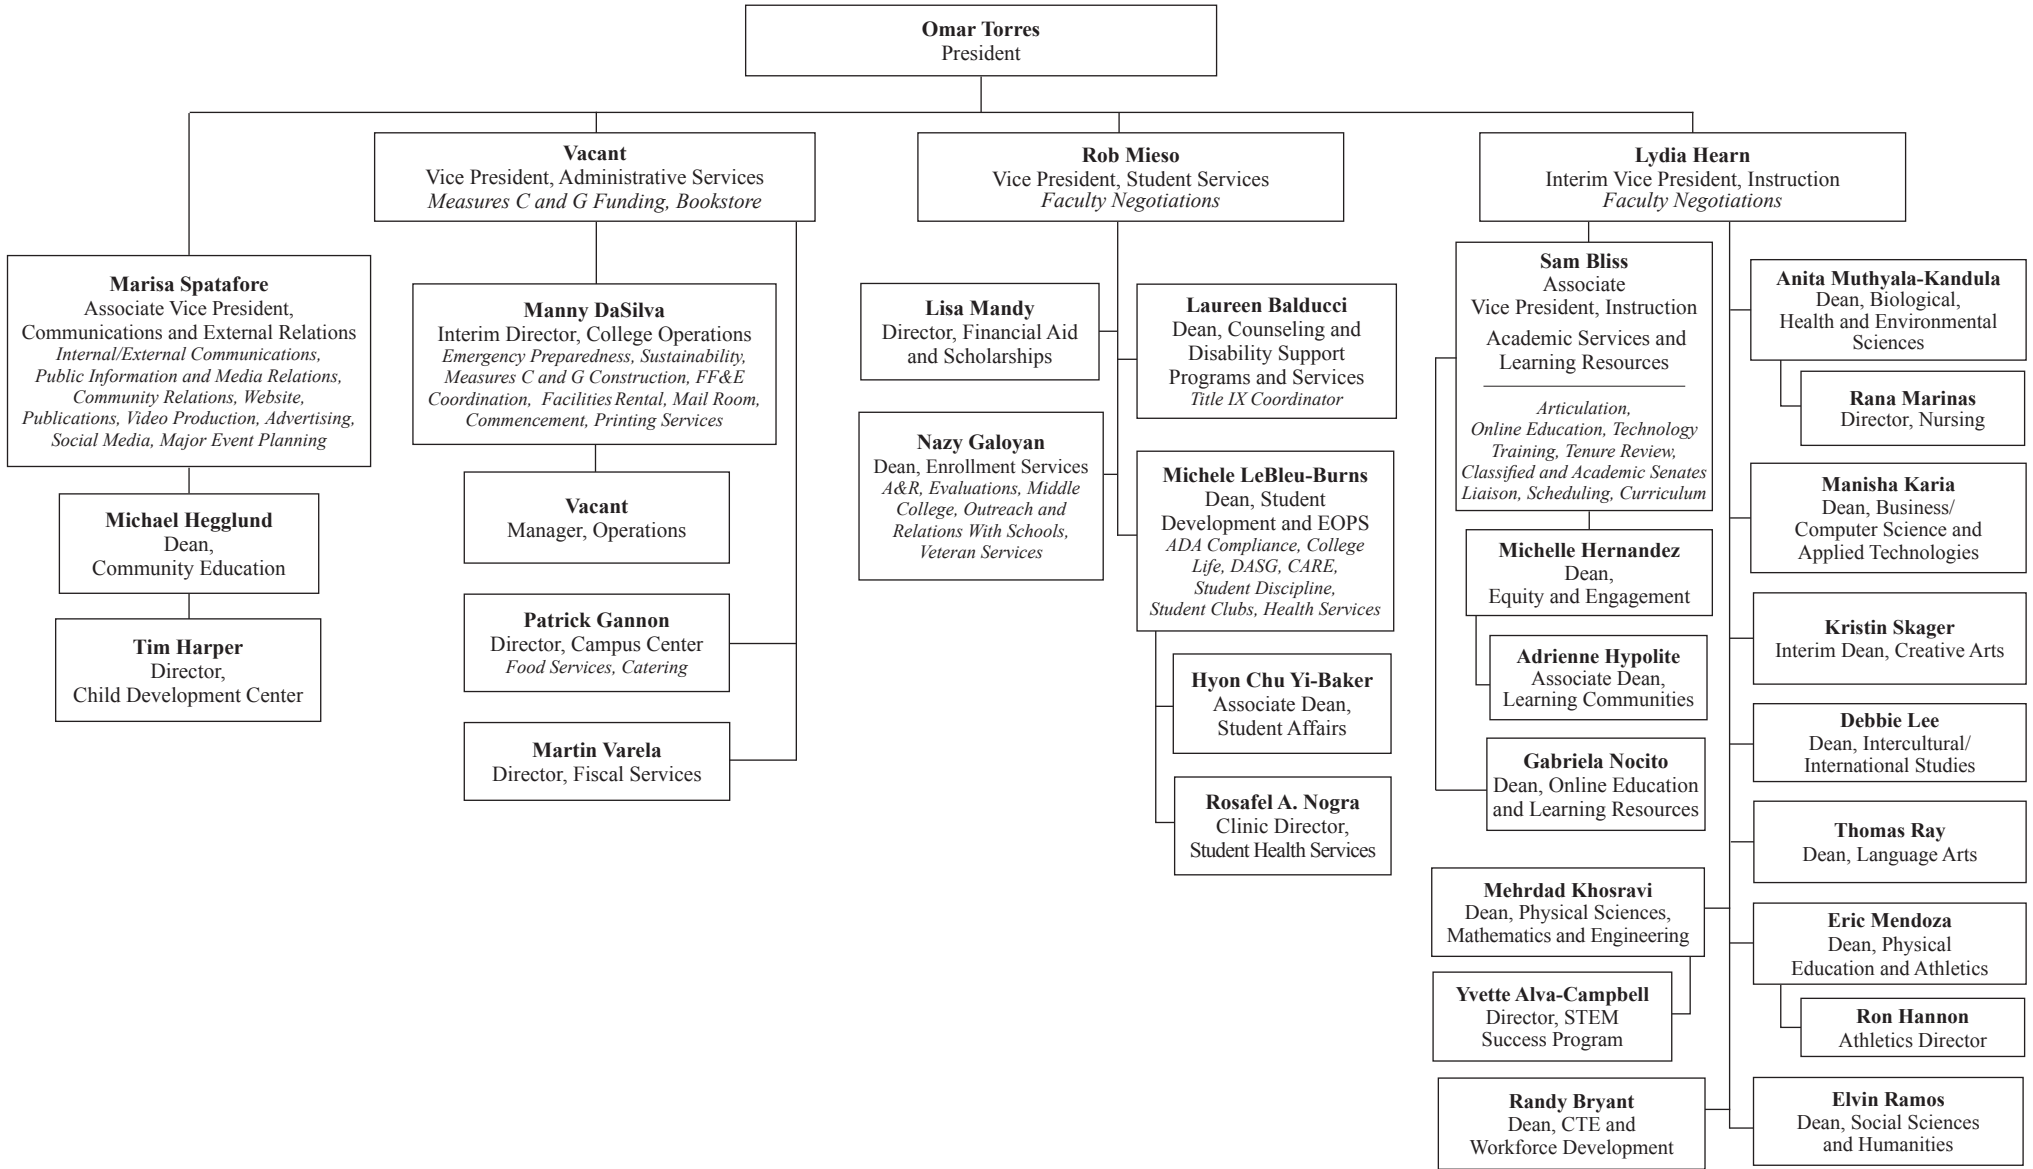 Omar Torres
President
Vacant
Vice President, Administrative Services
Measures C and G Funding, Bookstore
Rob Mieso
Vice President, Student Services
Faculty Negotiations
Lydia Hearn
Interim Vice President, Instruction
Faculty Negotiations
Marisa Spatafore
Associate Vice President,
Communications and External Relations
Internal/External Communications,
Public Information and Media Relations,
Community Relations, Website,
Publications, Video Production, Advertising,
Social Media, Major Event Planning
Michael Hegglund
Dean,
Community Education
Tim Harper
Director,
Child Development Center
Manny DaSilva
Interim Director, College Operations
Emergency Preparedness, Sustainability,
Measures C and G Construction, FF&E
Coordination, Facilities Rental, Mail Room,
Commencement, Printing Services
Vacant
Manager, Operations
Patrick Gannon
Director, Campus Center
Food Services, Catering
Martin Varela
Director, Fiscal Services
Lisa Mandy
Director, Financial Aid
and Scholarships
Nazy Galoyan
Dean, Enrollment Services
A&R, Evaluations, Middle
College, Outreach and
Relations With Schools,
Veteran Services
Laureen Balducci
Dean, Counseling and
Disability Support
Programs and Services
Title IX Coordinator
Michele LeBleu-Burns
Dean, Student
Development and EOPS
ADA Compliance, College
Life, DASG, CARE,
Student Discipline,
Student Clubs, Health Services
Hyon Chu Yi-Baker
Associate Dean,
Student Affairs
Rosafel A. Nogra
Clinic Director,
Student Health Services
Sam Bliss
Associate
Vice President, Instruction
Academic Services and
Learning Resources
Articulation,
Online Education, Technology
Training, Tenure Review,
Classified and Academic Senates
Liaison, Scheduling, Curriculum
Michelle Hernandez
Dean,
Equity and Engagement
Adrienne Hypolite
Associate Dean,
Learning Communities
Gabriela Nocito
Dean, Online Education
and Learning Resources
Mehrdad Khosravi
Dean, Physical Sciences,
Mathematics and Engineering
Yvette Alva-Campbell
Director, STEM
Success Program
Randy Bryant
Dean, CTE and
Workforce Development
Anita Muthyala-Kandula
Dean, Biological,
Health and Environmental
Sciences
Rana Marinas
Director, Nursing
Manisha Karia
Dean, Business/
Computer Science and
Applied Technologies
Kristin Skager
Interim Dean, Creative Arts
Debbie Lee
Dean, Intercultural/
International Studies
Thomas Ray
Dean, Language Arts
Eric Mendoza
Dean, Physical
Education and Athletics
Ron Hannon
Athletics Director
Elvin Ramos
Dean, Social Sciences
and Humanities